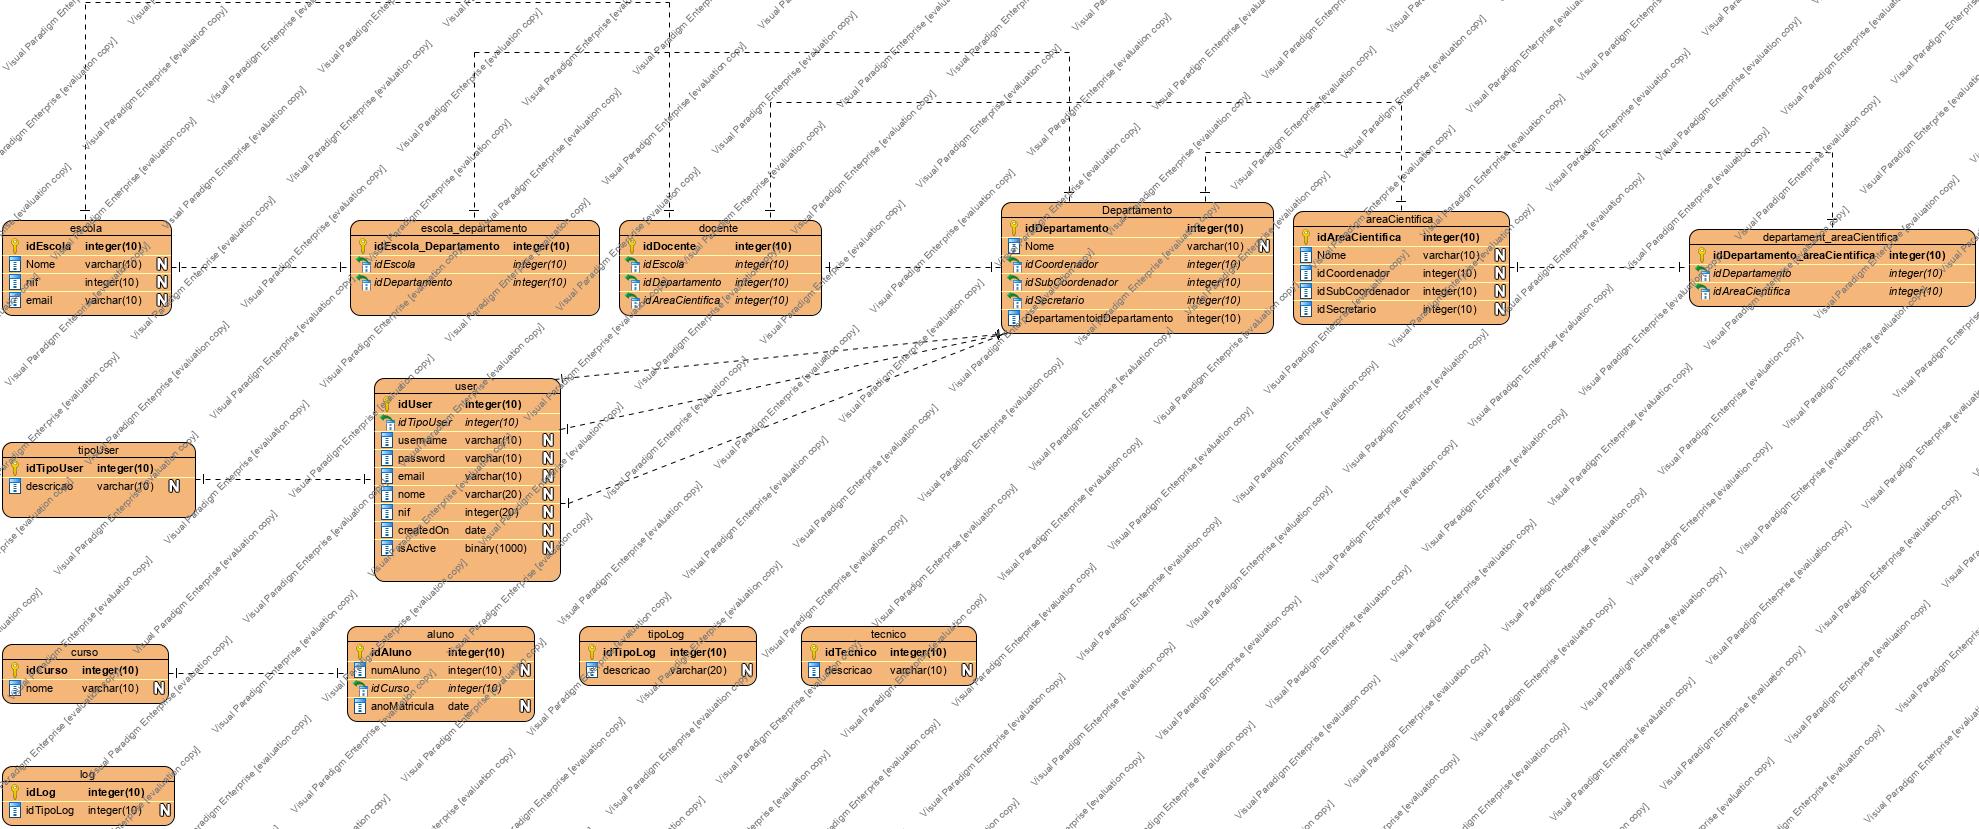 escola
idEscola integer(10)
Nome varchar(10) N
nif integer(10) N
email varchar(10) N
escola_departamento
idEscola_Departamento integer(10)
idEscola integer(10)
idDepartamento integer(10)
docente
idDocente integer(10)
idEscola integer(10)
idDepartamento integer(10)
idAreaCientifica integer(10)
Departamento
idDepartamento integer(10)
Nome varchar(10) N
idCoordenador integer(10)
idSubCoordenador integer(10)
idSecretario integer(10)
DepartamentoidDepartamento integer(10)
areaCientifica
idAreaCientifica integer(10)
Nome varchar(10) N
idCoordenador integer(10) N
idSubCoordenador integer(10) N
idSecretario integer(10) N
departament_areaCientifica
idDepartamento_areaCientifica integer(10)
idDepartamento integer(10)
idAreaCientifica integer(10)
user
idUser integer(10)
idTipoUser integer(10)
username varchar(10) N
password varchar(10) N
email varchar(10) N
nome varchar(20) N
nif integer(20) N
createdOn date N
isActive binary(1000) N
tipoUser
idTipoUser integer(10)
descricao varchar(10) N
curso
idCurso integer(10)
nome varchar(10) N
aluno
idAluno integer(10)
numAluno integer(10) N
idCurso integer(10)
anoMatricula date N
tipoLog
idTipoLog integer(10)
descricao varchar(20) N
tecnico
idTecnico integer(10)
descricao varchar(10) N
log
idLog integer(10)
idTipoLog integer(10) N
Visual Paradigm Enterprise [evaluation copy]